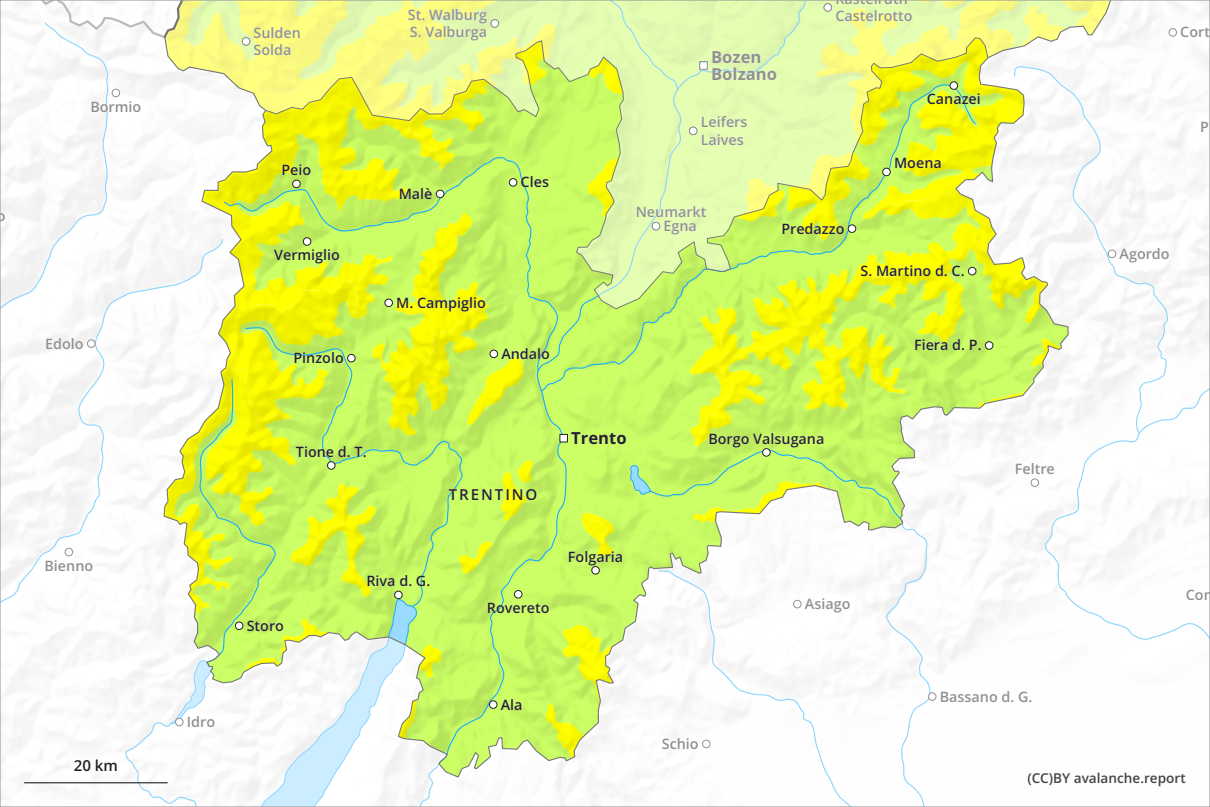 Kastelruth
Castelrotto
St. Walburg
S. Valburga
Sulden
Solda
Cort
Bozen
Bolzano
Bormio
Canazei
Leifers
Laives
P
Moena
Peio
Malè
Cles
Neumarkt
Egna
Predazzo
Vermiglio
Agordo
S. Martino d. C.
M. Campiglio
Edolo
Pinzolo
Andalo
Fiera d. P.
Trento
Borgo Valsugana
Tione d. T.
Feltre
TRENTINO
Bienno
Folgaria
Riva d. G.
Rovereto
Asiago
Cor
Storo
Bassano d. G.
Ala
Idro
Schio
20 km
(CC)BY avalanche.report